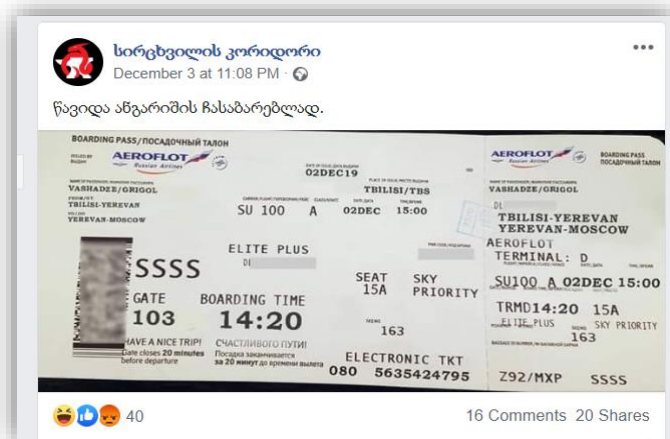 სირცხვილის კორიდორი
December 3 at 11:08 PM ·
წავიდა ანგარიშის ჩასაბარებლად.
BOARDING PASS/ПОСАДОЧНЫЙ ТАЛОН
AEROFLOT
Russian Airlines
02DEC19
TBILISI/TBS
VASHADZE/GRIGOL
TBILISI-YEREVAN
YEREVAN-MOSCOW
SU 100 A 02DEC 15:00
ELITE PLUS
DL
SSSS
SEAT SKY
15A PRIORITY
GATE BOARDING TIME
103 14:20
163
HAVE A NICE TRIP! СЧАСТЛИВОГО ПУТИ!
Gate closes 20 minutes before departure
Посадка заканчивается за 20 минут до времени вылета
ELECTRONIC TKT
080 5635424795
AEROFLOT
Russian Airlines
BOARDING PASS
ПОСАДОЧНЫЙ ТАЛОН
VASHADZE/GRIGOL
DL
TBILISI-YEREVAN
YEREVAN-MOSCOW
AEROFLOT
TERMINAL: D
SU100 A 02DEC 15:00
TRMD14:20 15A
ELITE PLUS SKY PRIORITY
163
Z92/MXP SSSS
40
16 Comments 20 Shares